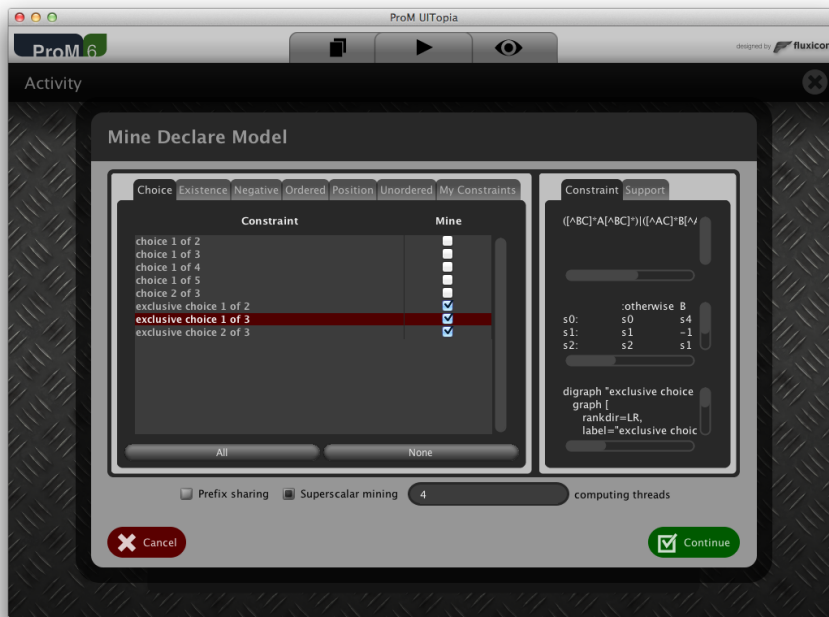 ProM UITopia
ProM 6
designed by fluxicon
Activity
Mine Declare Model
Choice Existence Negative Ordered Position Unordered My Constraints
Constraint Mine
choice 1 of 2
choice 1 of 3
choice 1 of 4
choice 1 of 5
choice 2 of 3
exclusive choice 1 of 2
exclusive choice 1 of 3
exclusive choice 2 of 3
All None
Constraint Support
([^BC]*A[^BC]*)|([^AC]*B[^A
:otherwise B
s0: s0 s4
s1: s1 -1
s2: s2 s1
digraph "exclusive choice
graph [
rankdir=LR,
label="exclusive choic
Prefix sharing Superscalar mining 4 computing threads
Cancel Continue